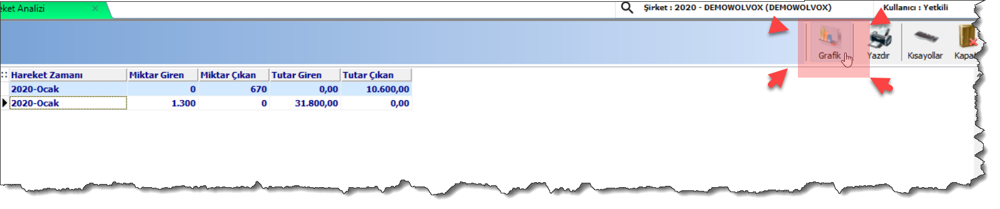 eket Analizi
Şirket : 2020 - DEMOWOLVOX (DEMOWOLVOX)
Kullanıcı : Yetkili
Grafik
Yazdır
Kısayollar
Kapa
Hareket Zamanı Miktar Giren Miktar Çıkan Tutar Giren Tutar Çıkan
2020-Ocak 0 670 0,00 10.600,00
2020-Ocak 1.300 0 31.800,00 0,00